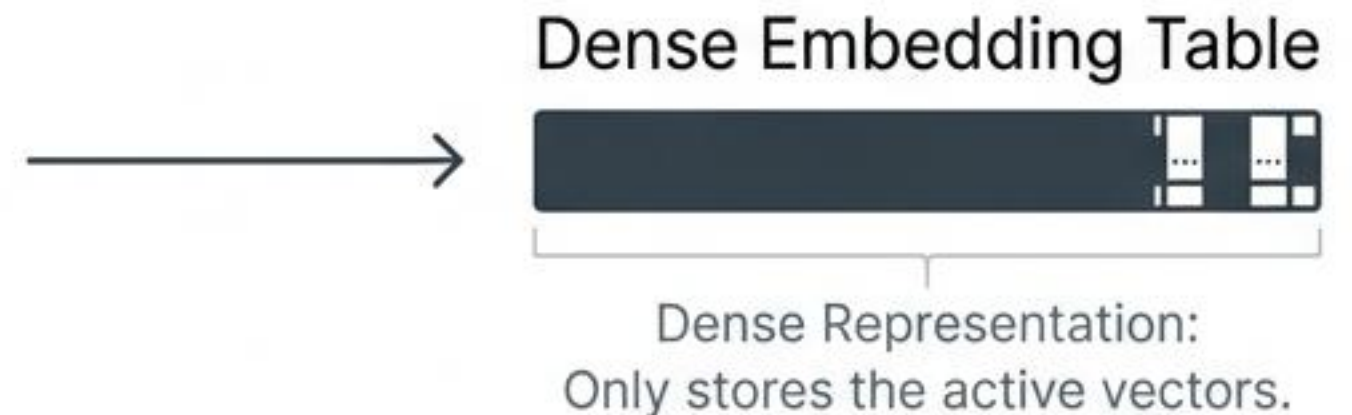 Dense Embedding Table
...
...
Dense Representation:
Only stores the active vectors.